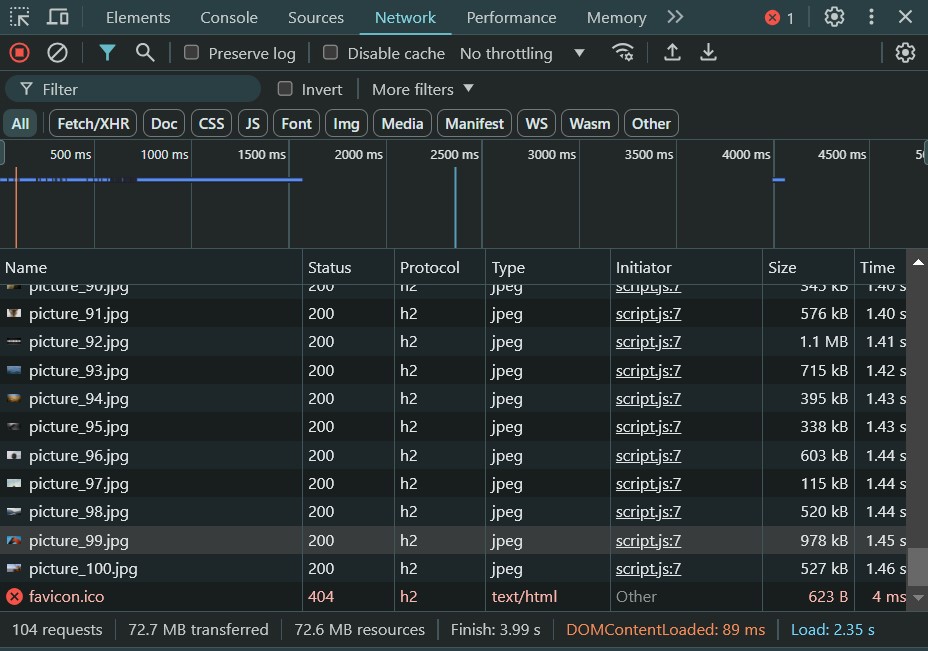 Elements Console Sources Network Performance Memory 1
Preserve log Disable cache No throttling
Filter Invert More filters
All Fetch/XHR Doc CSS JS Font Img Media Manifest WS Wasm Other
500 ms 1000 ms 1500 ms 2000 ms 2500 ms 3000 ms 3500 ms 4000 ms 4500 ms
Name Status Protocol Type Initiator Size Time
picture_90.jpg 200 h2 jpeg script.js:7 345 kB 1.40 s
picture_91.jpg 200 h2 jpeg script.js:7 576 kB 1.40 s
picture_92.jpg 200 h2 jpeg script.js:7 1.1 MB 1.41 s
picture_93.jpg 200 h2 jpeg script.js:7 715 kB 1.42 s
picture_94.jpg 200 h2 jpeg script.js:7 395 kB 1.43 s
picture_95.jpg 200 h2 jpeg script.js:7 338 kB 1.43 s
picture_96.jpg 200 h2 jpeg script.js:7 603 kB 1.44 s
picture_97.jpg 200 h2 jpeg script.js:7 115 kB 1.44 s
picture_98.jpg 200 h2 jpeg script.js:7 520 kB 1.44 s
picture_99.jpg 200 h2 jpeg script.js:7 978 kB 1.45 s
picture_100.jpg 200 h2 jpeg script.js:7 527 kB 1.46 s
favicon.ico 404 h2 text/html Other 623 B 4 ms
104 requests 72.7 MB transferred 72.6 MB resources Finish: 3.99 s DOMContentLoaded: 89 ms Load: 2.35 s